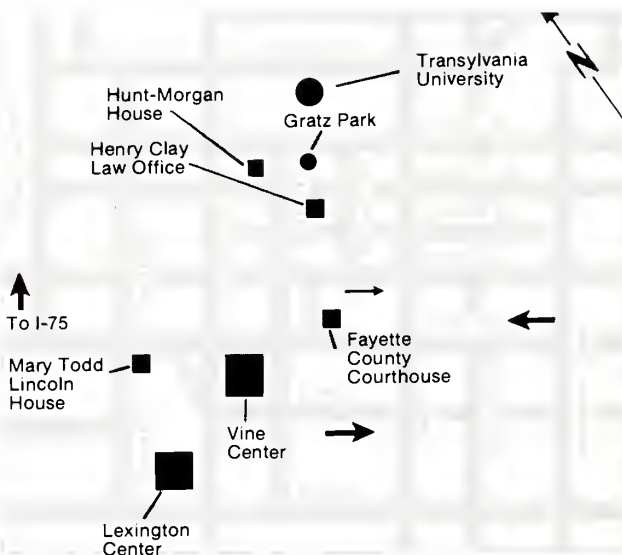 Transylvania
University
Hunt-Morgan
House
Gratz Park
Henry Clay
Law Office
N
To I-75
Fayette
County
Courthouse
Mary Todd
Lincoln
House
Vine
Center
Lexington
Center